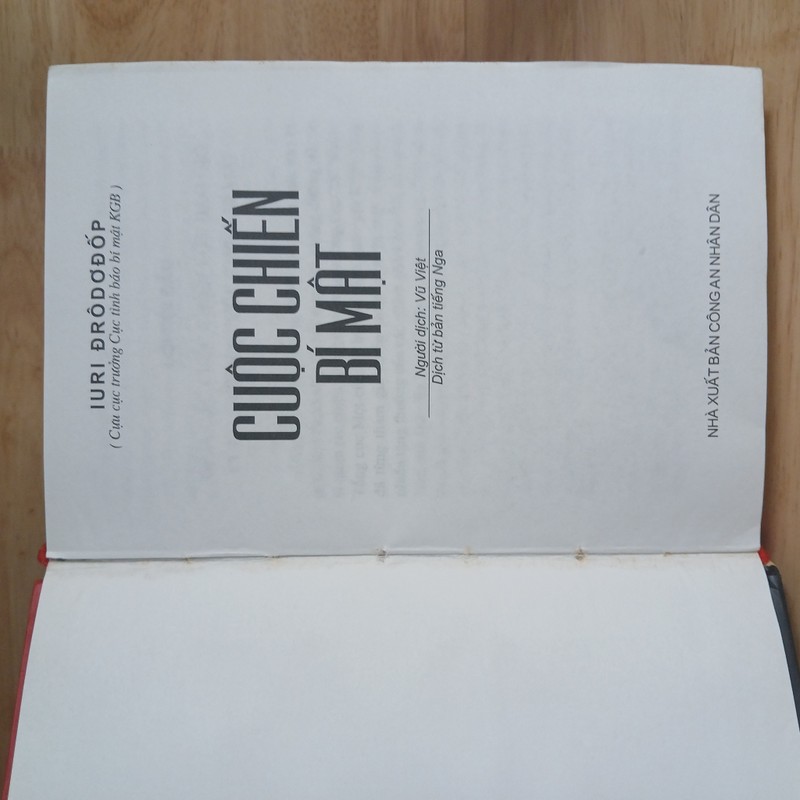 IURI ĐRÔDƠĐỐP
( Cựu cục trưởng Cục tình báo bí mật KGB )
CUỘC CHIẾN
BÍ MẬT
Người dịch: Vũ Việt
Dịch từ bản tiếng Nga
NHÀ XUẤT BẢN CÔNG AN NHÂN DÂN